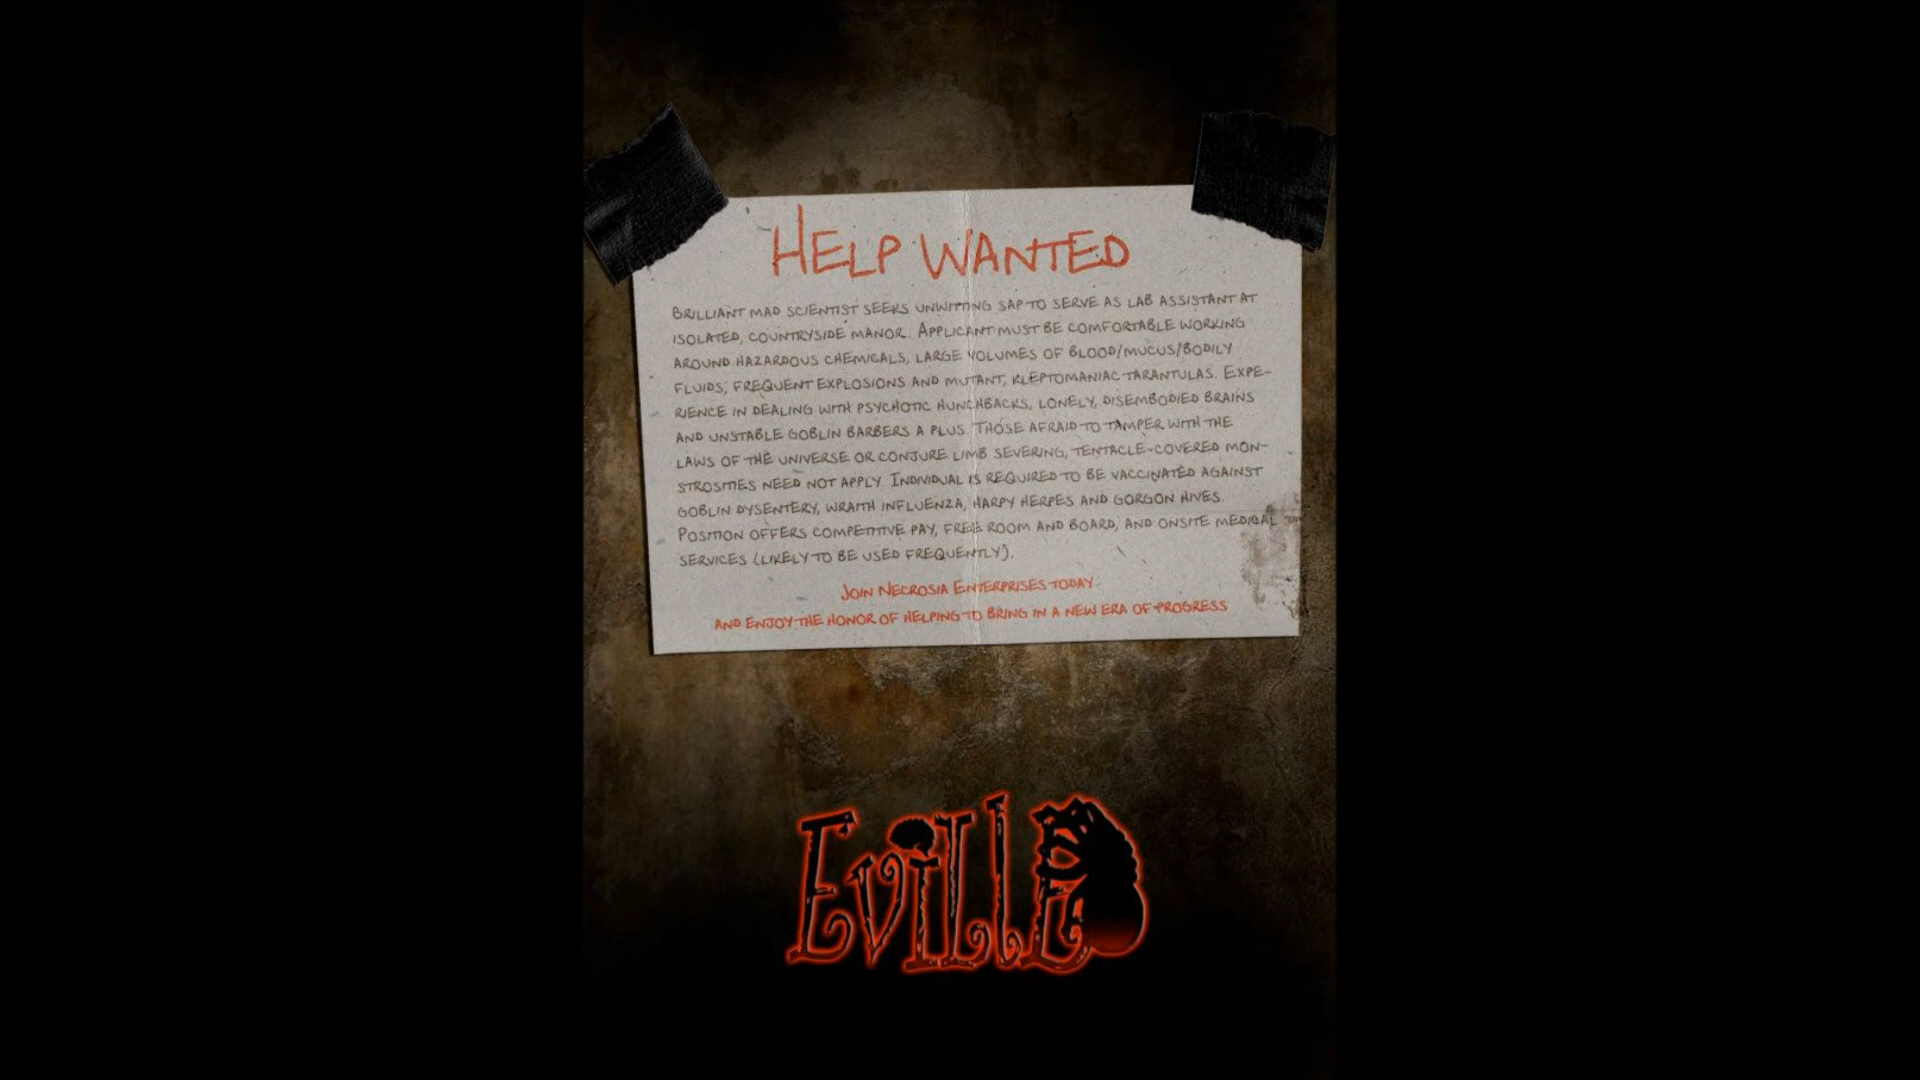 HELP WANTED
BRILLIANT MAD SCIENTIST SEEKS UNWITTING SAP TO SERVE AS LAB ASSISTANT AT
ISOLATED, COUNTRYSIDE MANOR. APPLICANT MUST BE COMFORTABLE WORKING
AROUND HAZARDOUS CHEMICALS, LARGE VOLUMES OF BLOOD/MUCUS/BODILY
FLUIDS, FREQUENT EXPLOSIONS AND MUTANT, KLEPTOMANIAC TARANTULAS. EXPE-
RIENCE IN DEALING WITH PSYCHOTIC HUNCHBACKS, LONELY, DISEMBODIED BRAINS
AND UNSTABLE GOBLIN BARBERS A PLUS. THOSE AFRAID TO TAMPER WITH THE
LAWS OF THE UNIVERSE OR CONJURE LIMB SEVERING, TENTACLE-COVERED MON-
STROSITIES NEED NOT APPLY. INDIVIDUAL IS REQUIRED TO BE VACCINATED AGAINST
GOBLIN DYSENTERY, WRAITH INFLUENZA, HARPY HERPES AND GORGON HIVES.
POSITION OFFERS COMPETITIVE PAY, FREE ROOM AND BOARD, AND ONSITE MEDICAL
SERVICES (LIKELY TO BE USED FREQUENTLY).
JOIN NECROSIA ENTERPRISES TODAY
AND ENJOY THE HONOR OF HELPING TO BRING IN A NEW ERA OF PROGRESS
EVILLE